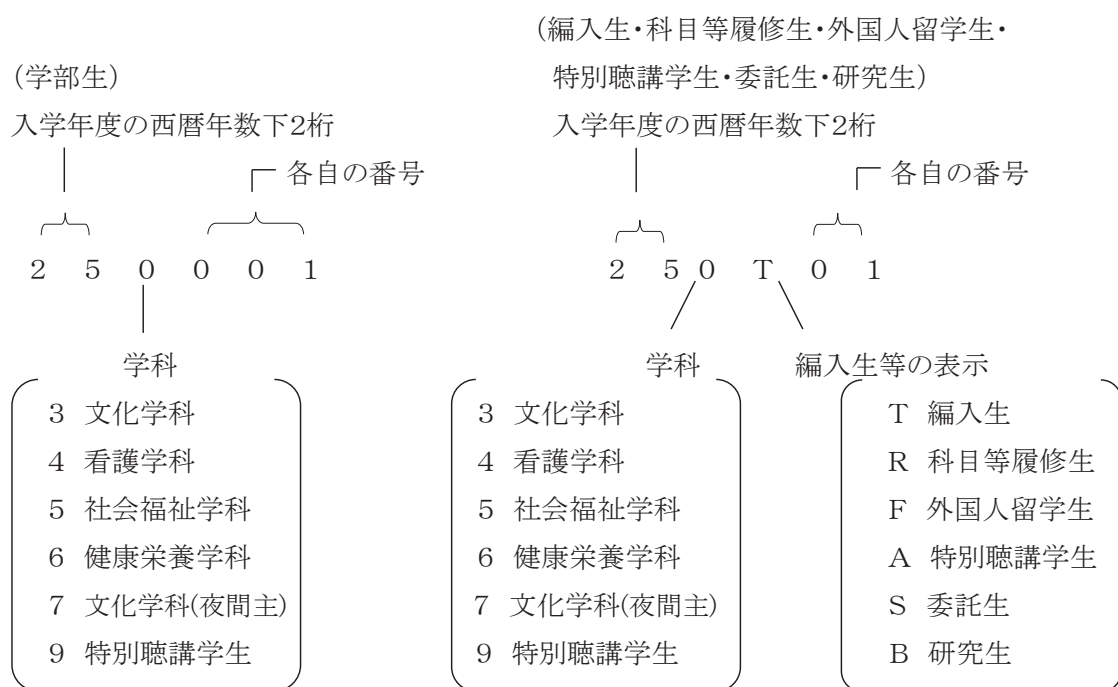 (学部生)
入学年度の西暦年数下2桁
各自の番号
2 5 0 0 0 1
学科
3 文化学科
4 看護学科
5 社会福祉学科
6 健康栄養学科
7 文化学科(夜間主)
9 特別聴講学生
(編入生・科目等履修生・外国人留学生・
特別聴講学生・委託生・研究生)
入学年度の西暦年数下2桁
各自の番号
2 5 0 T 0 1
学科
3 文化学科
4 看護学科
5 社会福祉学科
6 健康栄養学科
7 文化学科(夜間主)
9 特別聴講学生
編入生等の表示
T 編入生
R 科目等履修生
F 外国人留学生
A 特別聴講学生
S 委託生
B 研究生